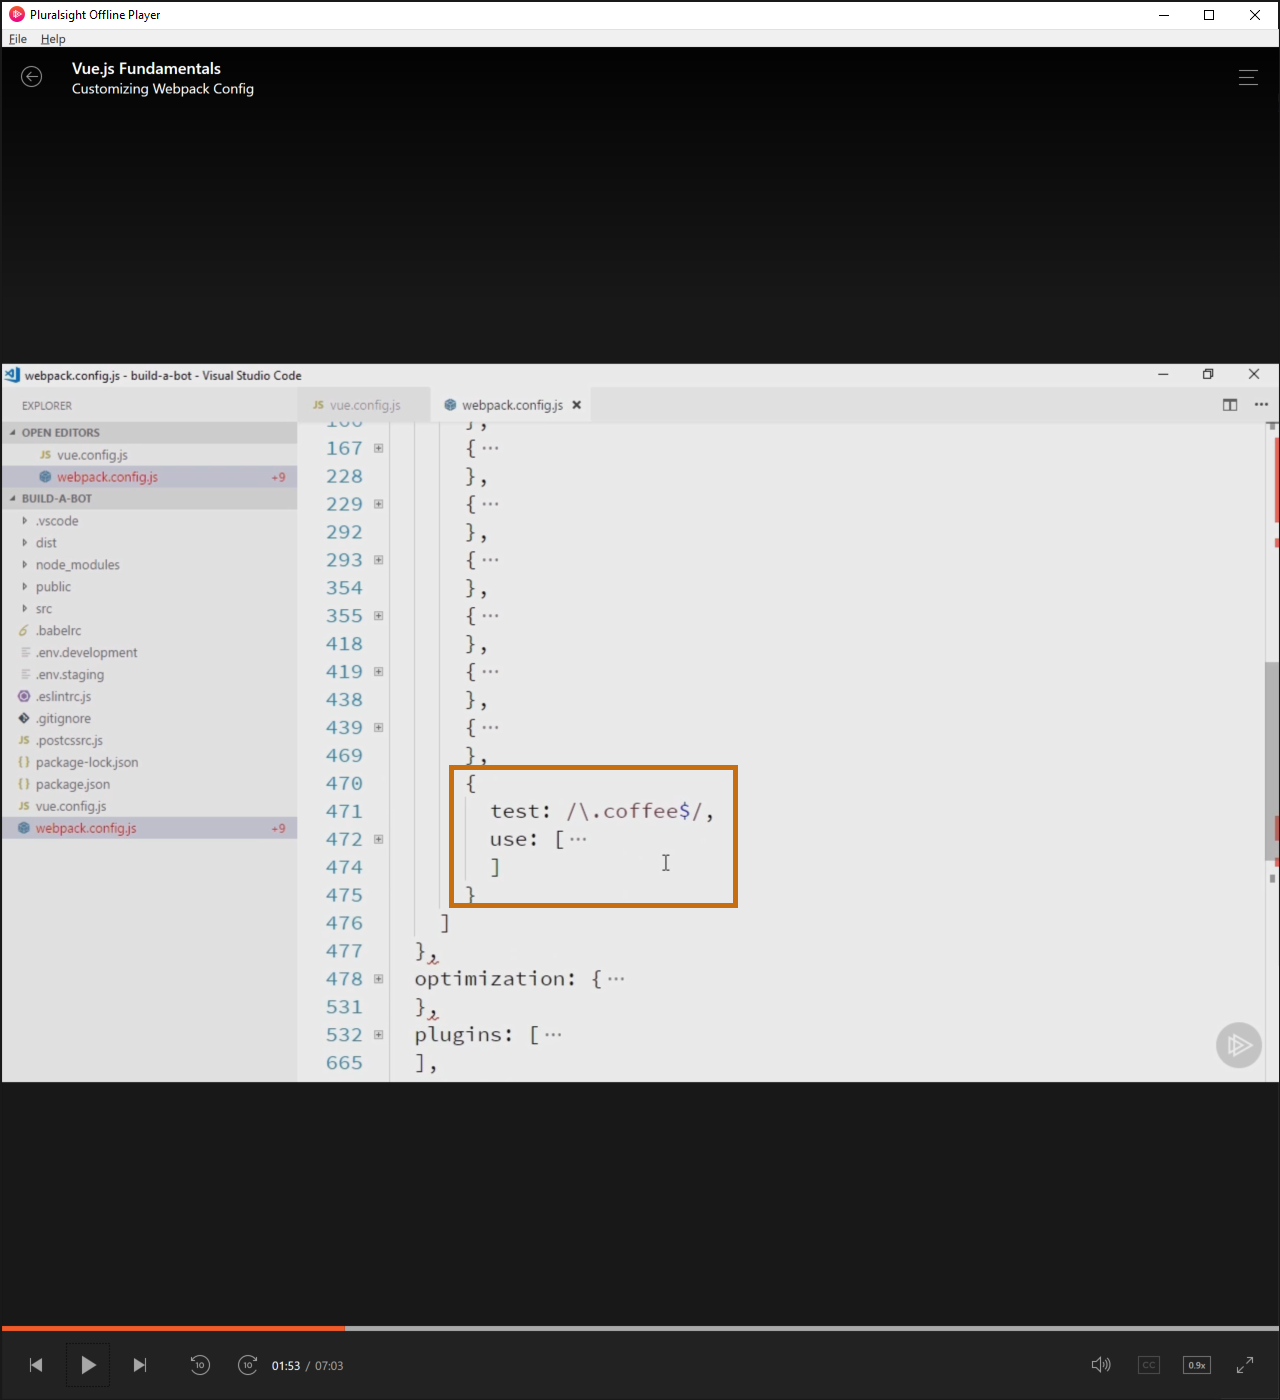 Pluralsight Offline Player
File Help
Vue.js Fundamentals
Customizing Webpack Config
webpack.config.js - build-a-bot - Visual Studio Code
EXPLORER
OPEN EDITORS
JS vue.config.js
webpack.config.js +9
BUILD-A-BOT
.vscode
dist
node_modules
public
src
.babelrc
.env.development
.env.staging
.eslintrc.js
.gitignore
JS .postcssrc.js
{} package-lock.json
{} package.json
JS vue.config.js
webpack.config.js +9
JS vue.config.js webpack.config.js ×
166 },
167 {···
228 },
229 {···
292 },
293 {···
354 },
355 {···
418 },
419 {···
438 },
439 {···
469 },
470 {
471 test: /\.coffee$/,
472 use: [···
474 ]
475 }
476 ]
477 },
478 optimization: {···
531 },
532 plugins: [···
665 ],
10 10 01:53 / 07:03 CC 0.9x